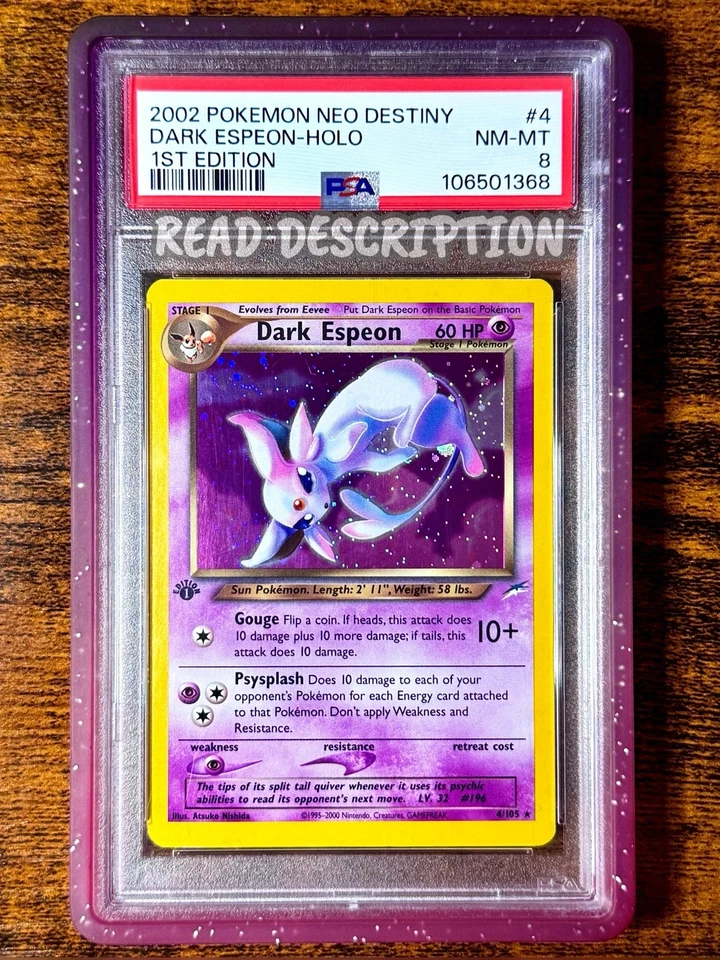 2002 POKEMON NEO DESTINY #4
DARK ESPEON-HOLO NM-MT
1ST EDITION 8
PSA 106501368
READ DESCRIPTION
STAGE 1 Evolves from Eevee Put Dark Espeon on the Basic Pokémon
Dark Espeon 60 HP
Stage 1 Pokémon
EDITION
1
Sun Pokémon. Length: 2' 11", Weight: 58 lbs.
Gouge Flip a coin. If heads, this attack does
10 damage plus 10 more damage; if tails, this
attack does 10 damage.
10+
Psysplash Does 10 damage to each of your
opponent's Pokémon for each Energy card attached
to that Pokémon. Don't apply Weakness and
Resistance.
weakness resistance retreat cost
The tips of its split tail quiver whenever it uses its psychic
abilities to read its opponent's next move. LV. 32 #196
Illus. Atsuko Nishida ©1995-2000 Nintendo, Creatures, GAMEFREAK 4/105 ★
PSA